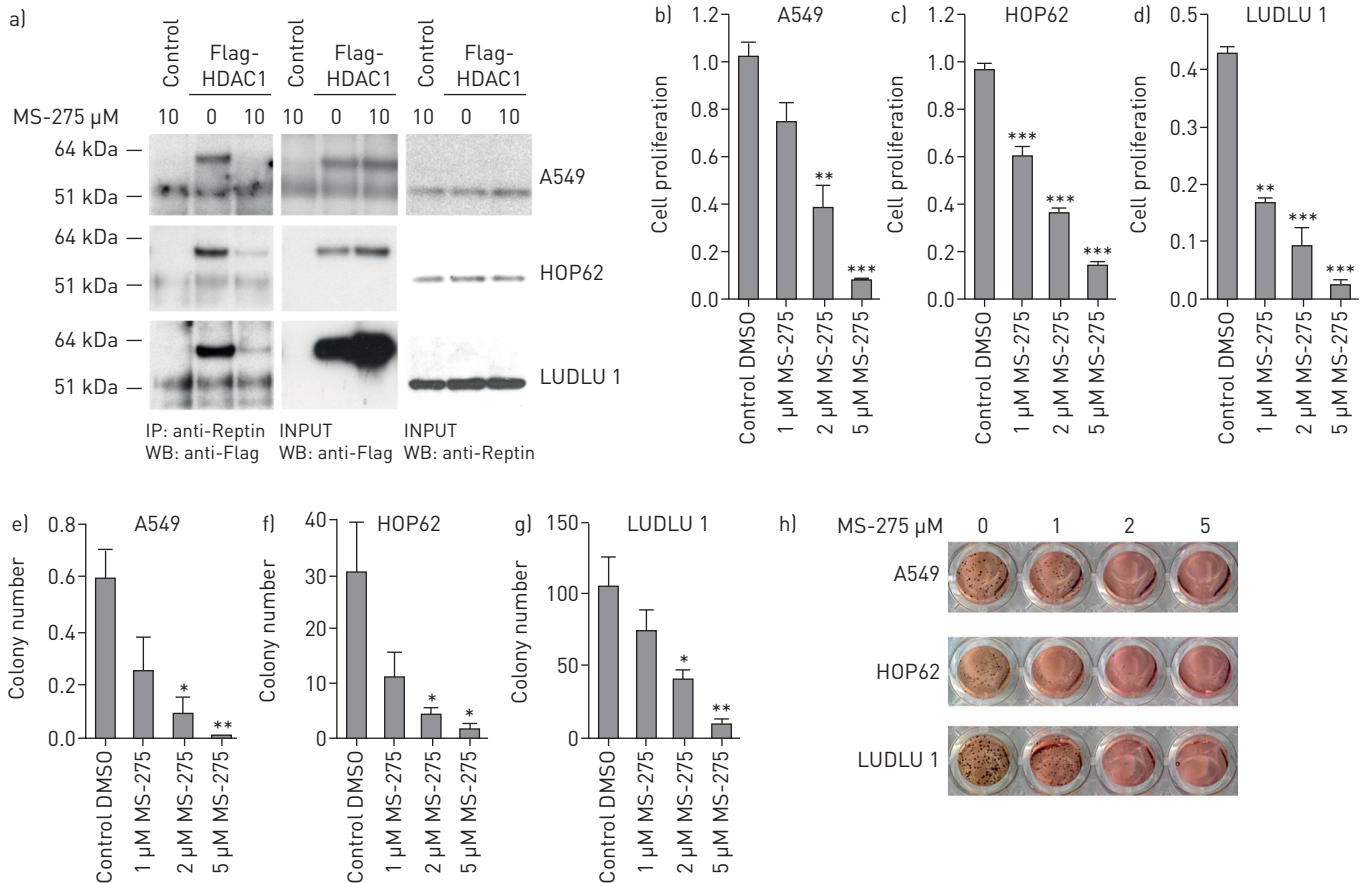 a)
Control
Flag-
HDAC1
Control
Flag-
HDAC1
Control
Flag-
HDAC1
MS-275 µM 10 0 10 10 0 10 10 0 10
64 kDa
51 kDa
A549
64 kDa
51 kDa
HOP62
64 kDa
51 kDa
LUDLU 1
IP: anti-Reptin
WB: anti-Flag
INPUT
WB: anti-Flag
INPUT
WB: anti-Reptin
b) A549
Cell proliferation
1.2
1.0
0.8
0.6
0.4
0.2
0.0
**
***
Control DMSO
1 µM MS-275
2 µM MS-275
5 µM MS-275
c) HOP62
Cell proliferation
1.2
1.0
0.8
0.6
0.4
0.2
0.0
***
***
***
Control DMSO
1 µM MS-275
2 µM MS-275
5 µM MS-275
d) LUDLU 1
Cell proliferation
0.5
0.4
0.3
0.2
0.1
0.0
**
***
***
Control DMSO
1 µM MS-275
2 µM MS-275
5 µM MS-275
e) A549
Colony number
0.8
0.6
0.4
0.2
0.0
*
**
Control DMSO
1 µM MS-275
2 µM MS-275
5 µM MS-275
f) HOP62
Colony number
40
30
20
10
0
*
*
Control DMSO
1 µM MS-275
2 µM MS-275
5 µM MS-275
g) LUDLU 1
Colony number
150
100
50
0
*
**
Control DMSO
1 µM MS-275
2 µM MS-275
5 µM MS-275
h) MS-275 µM 0 1 2 5
A549
HOP62
LUDLU 1